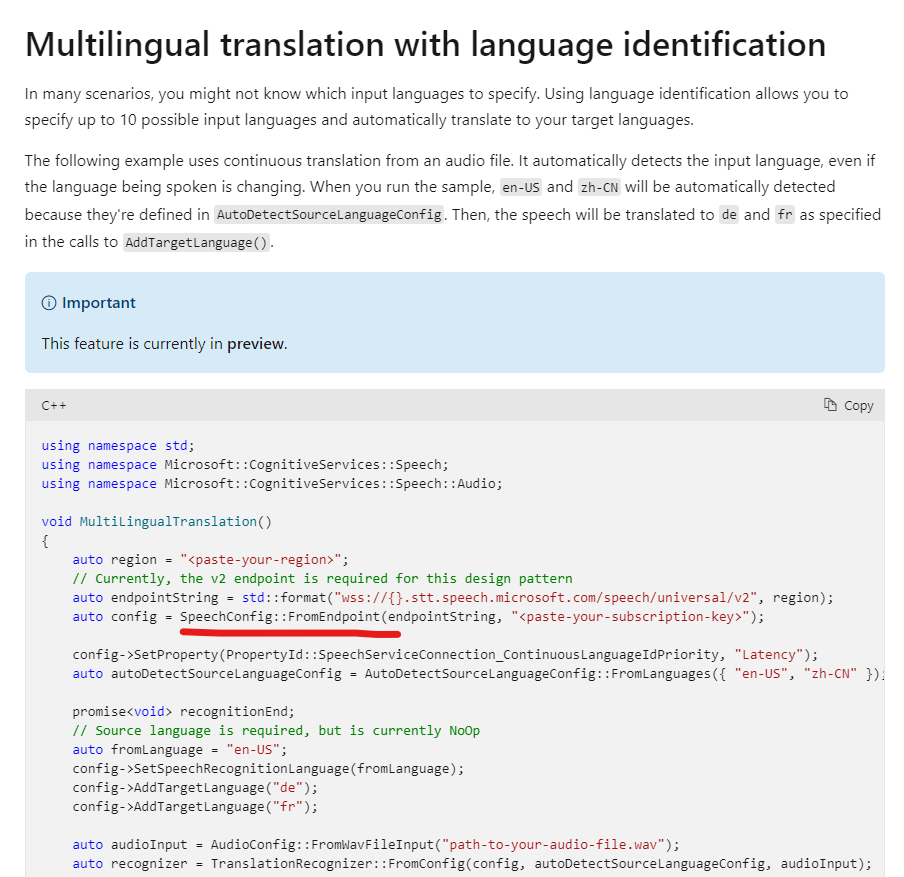 Multilingual translation with language identification
In many scenarios, you might not know which input languages to specify. Using language identification allows you to
specify up to 10 possible input languages and automatically translate to your target languages.
The following example uses continuous translation from an audio file. It automatically detects the input language, even if
the language being spoken is changing. When you run the sample, en-US and zh-CN will be automatically detected
because they're defined in AutoDetectSourceLanguageConfig. Then, the speech will be translated to de and fr as specified
in the calls to AddTargetLanguage().
Important
This feature is currently in preview.
C++ Copy
using namespace std;
using namespace Microsoft::CognitiveServices::Speech;
using namespace Microsoft::CognitiveServices::Speech::Audio;
void MultiLingualTranslation()
{
    auto region = "<paste-your-region>";
    // Currently, the v2 endpoint is required for this design pattern
    auto endpointString = std::format("wss://{}.stt.speech.microsoft.com/speech/universal/v2", region);
    auto config = SpeechConfig::FromEndpoint(endpointString, "<paste-your-subscription-key>");
    config->SetProperty(PropertyId::SpeechServiceConnection_ContinuousLanguageIdPriority, "Latency");
    auto autoDetectSourceLanguageConfig = AutoDetectSourceLanguageConfig::FromLanguages({ "en-US", "zh-CN" });
    promise<void> recognitionEnd;
    // Source language is required, but is currently NoOp
    auto fromLanguage = "en-US";
    config->SetSpeechRecognitionLanguage(fromLanguage);
    config->AddTargetLanguage("de");
    config->AddTargetLanguage("fr");
    auto audioInput = AudioConfig::FromWavFileInput("path-to-your-audio-file.wav");
    auto recognizer = TranslationRecognizer::FromConfig(config, autoDetectSourceLanguageConfig, audioInput);